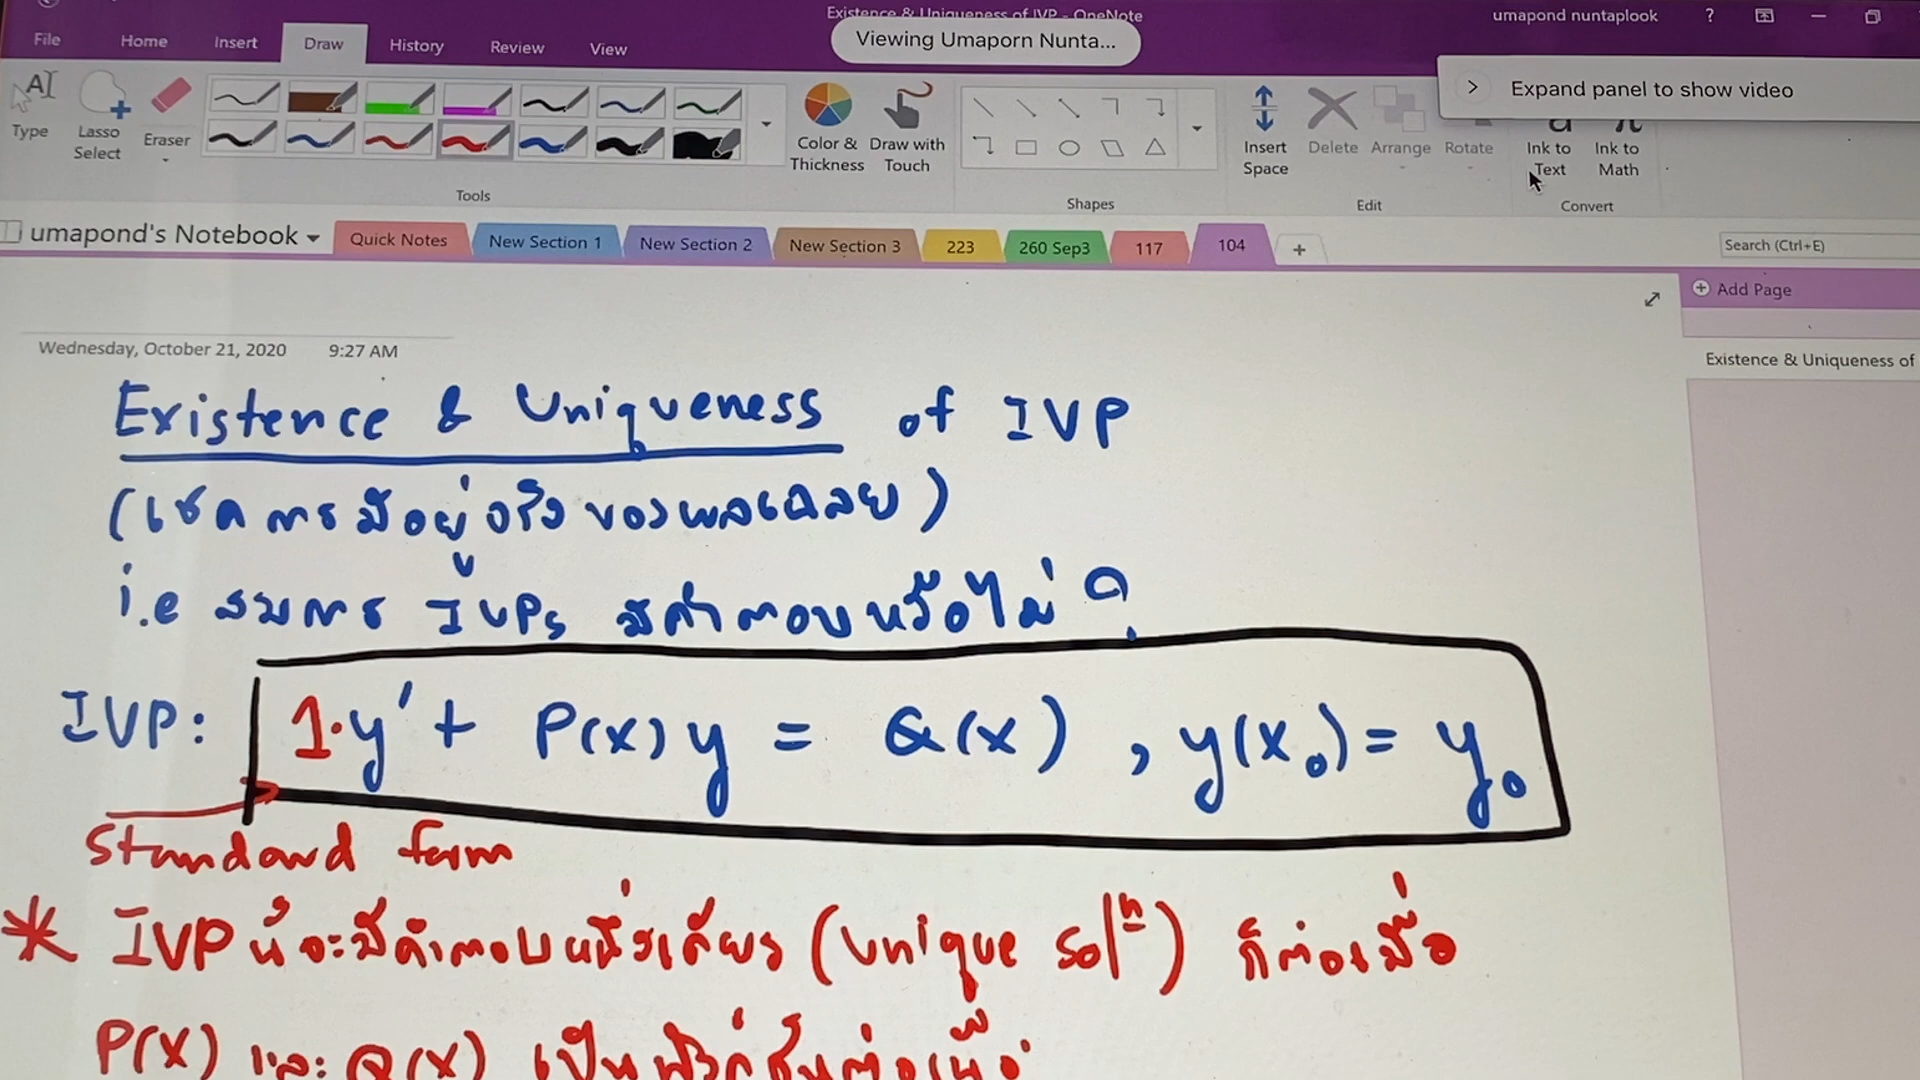 Existence & Uniqueness of IVP - OneNote
umapond nuntaplook
?
Viewing Umaporn Nunta...
File
Home
Insert
Draw
History
Review
View
Expand panel to show video
Type
Lasso Select
Eraser
Color & Thickness
Draw with Touch
Insert Space
Delete
Arrange
Rotate
Ink to Text
Ink to Math
Tools
Shapes
Edit
Convert
umapond's Notebook
Quick Notes
New Section 1
New Section 2
New Section 3
223
260 Sep3
117
104
+
Search (Ctrl+E)
Add Page
Existence & Uniqueness of
Wednesday, October 21, 2020 9:27 AM
Existence & Uniqueness of IVP
(เชคการมีอยู่จริงของผลเฉลย)
i.e สมการ IVPs มีคำตอบหรือไม่ ?
IVP: 1·y' + P(x)y = Q(x) , y(x₀) = y₀
Standard form
* IVP นี้จะมีคำตอบหนึ่งเดียว (unique solⁿ) ก็ต่อเมื่อ
P(x) และ Q(x) เป็นฟังก์ชันต่อเนื่อง